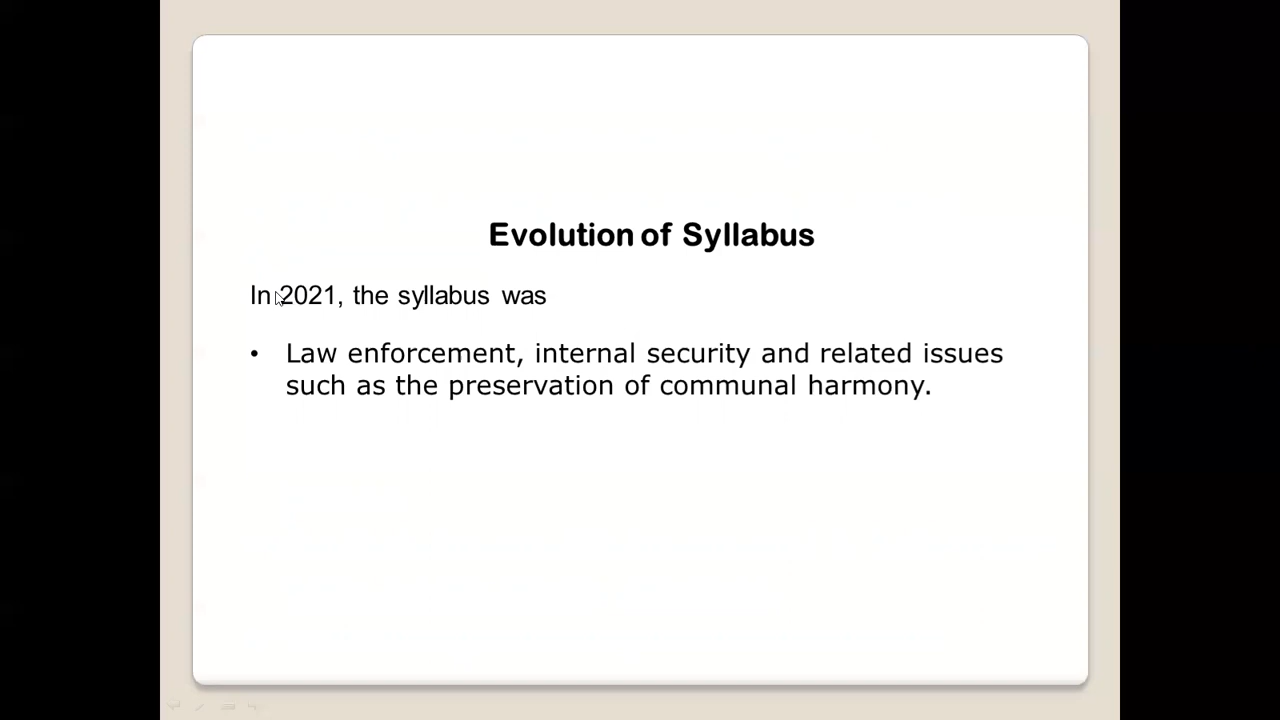 Evolution of Syllabus
In 2021, the syllabus was
• Law enforcement, internal security and related issues
such as the preservation of communal harmony.